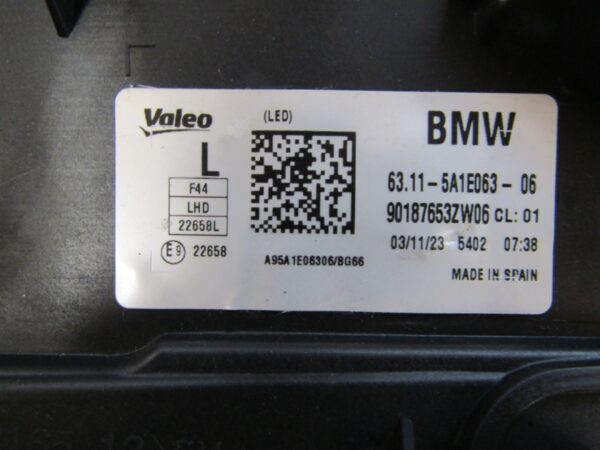 Valeo
(LED)
BMW
L
F44
LHD
22658L
E9 22658
A95A1E06306/BG66
63.11 - 5A1E063 - 06
90187653ZW06 CL: 01
03/11/23 5402 07:38
MADE IN SPAIN